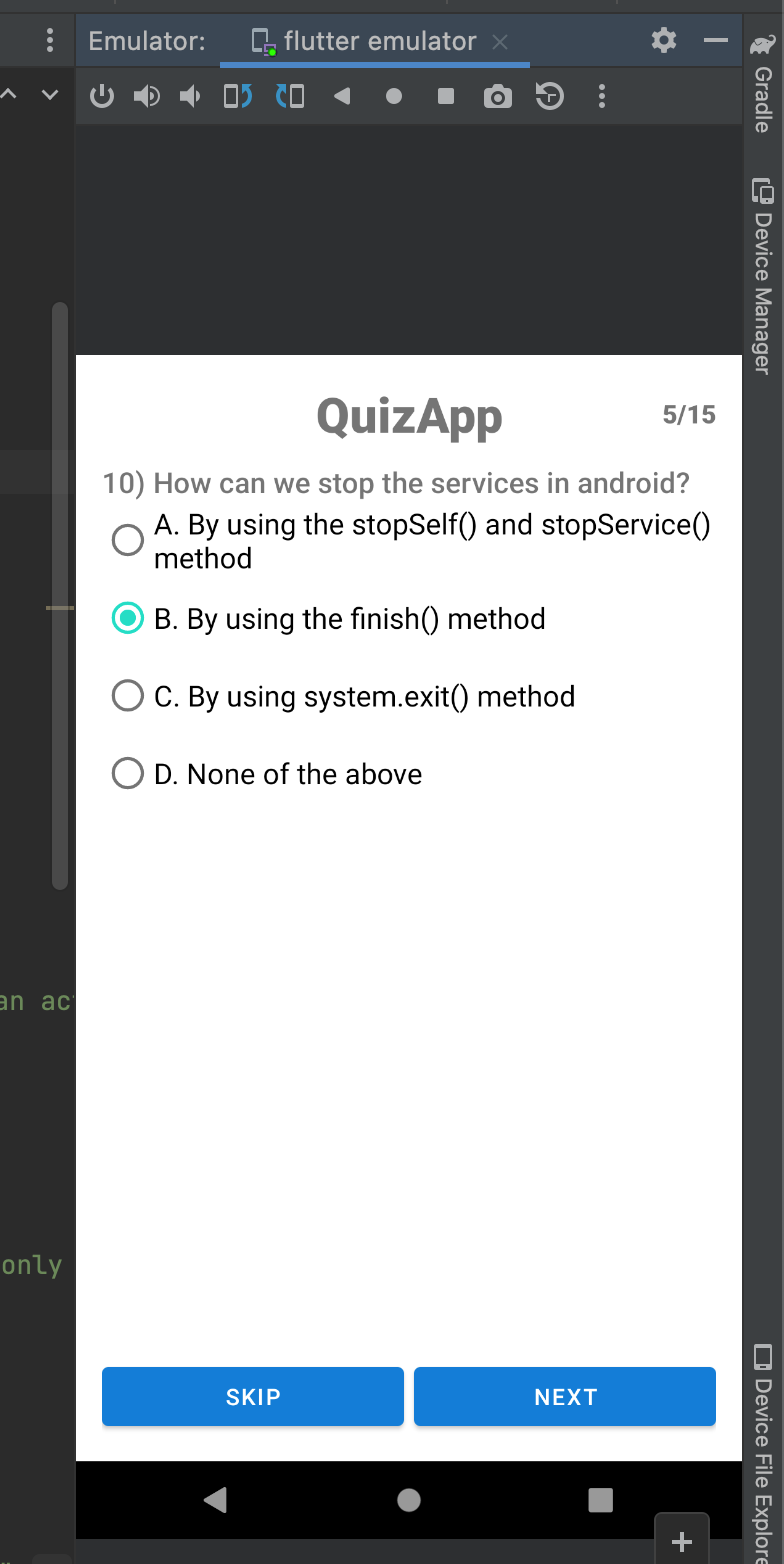 Emulator: flutter emulator
Gradle
Device Manager
QuizApp 5/15
10) How can we stop the services in android?
A. By using the stopSelf() and stopService()
method
B. By using the finish() method
C. By using system.exit() method
D. None of the above
an
only
SKIP NEXT
Device File